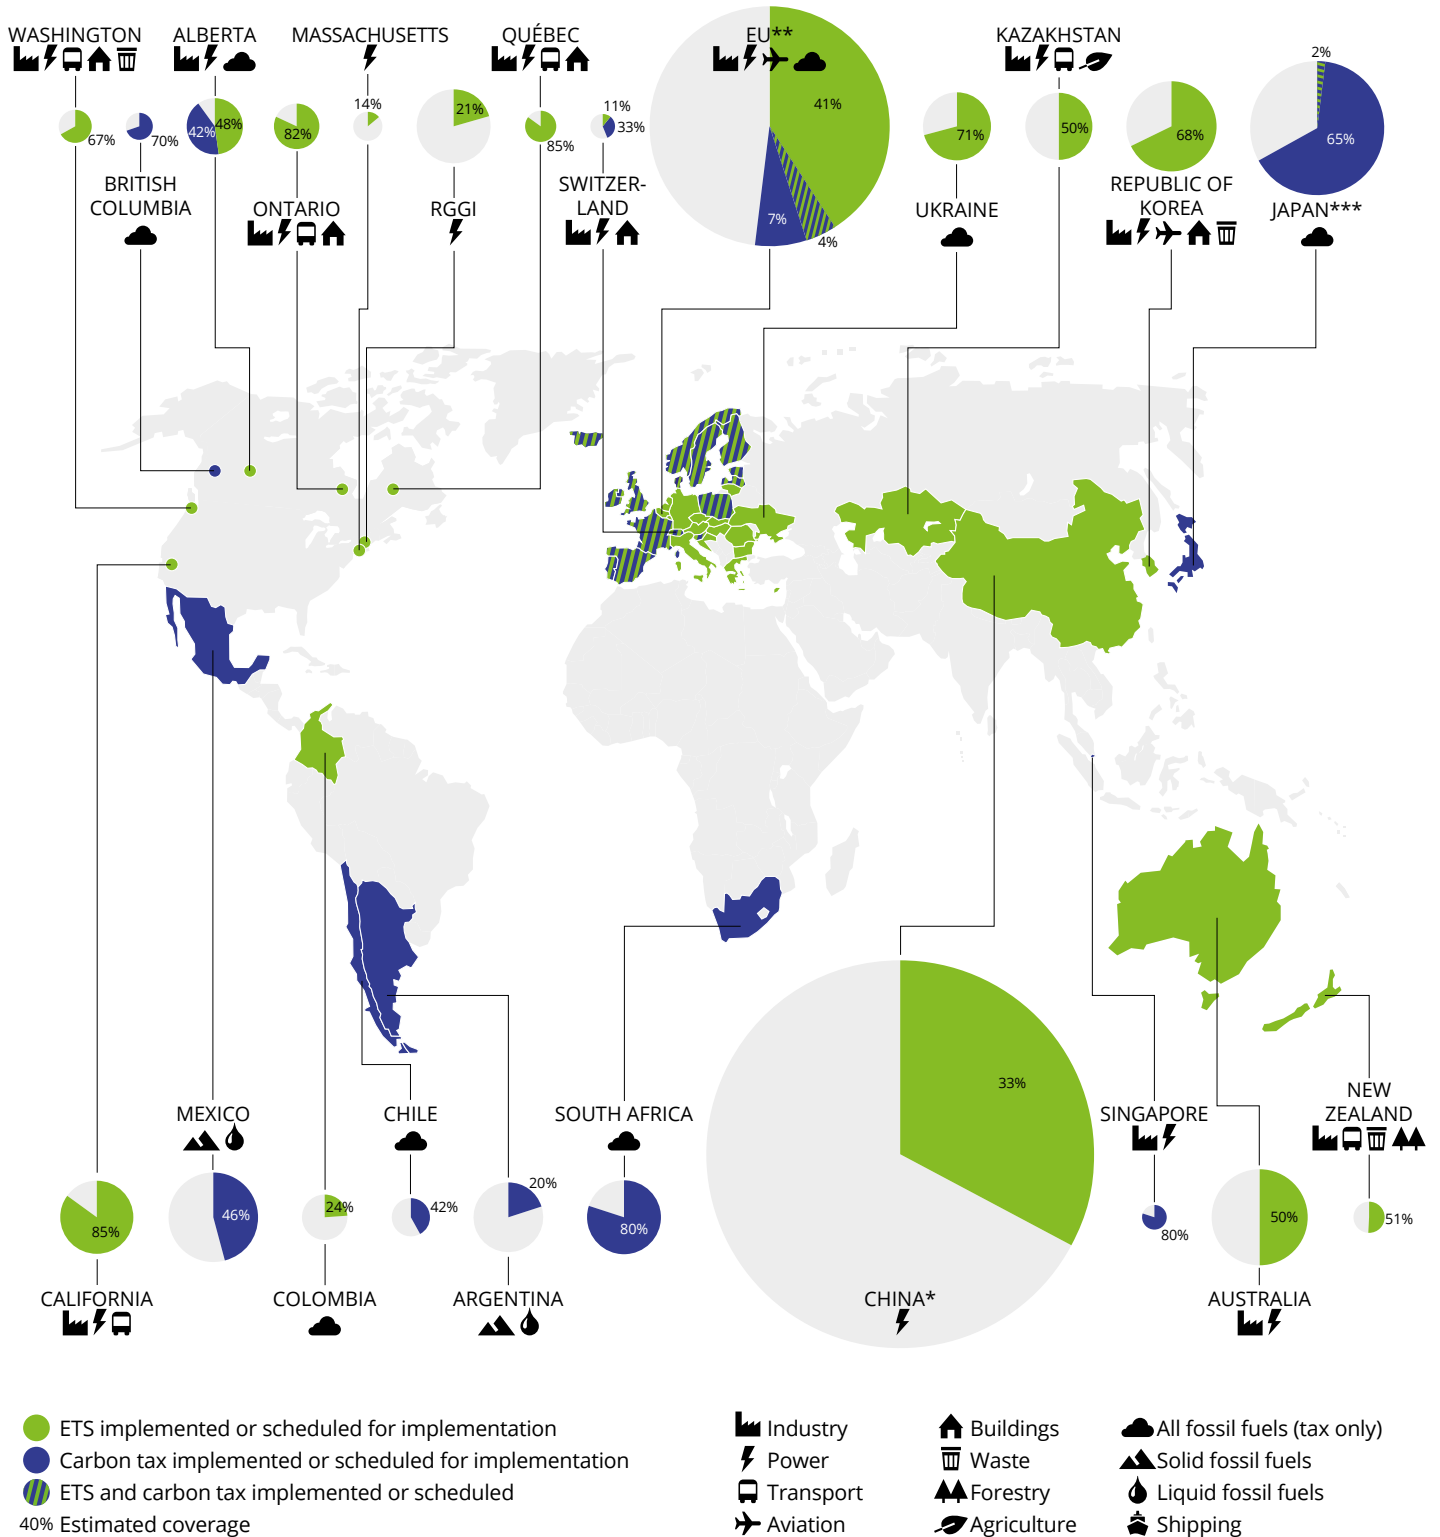 WASHINGTON
ALBERTA
MASSACHUSETTS
QUÉBEC
EU**
KAZAKHSTAN
2%
14%
21%
11%
41%
67%
70%
42%
48%
82%
85%
33%
71%
50%
68%
65%
BRITISH
COLUMBIA
ONTARIO
RGGI
SWITZER-
LAND
7%
4%
UKRAINE
REPUBLIC OF
KOREA
JAPAN***
33%
MEXICO
CHILE
SOUTH AFRICA
SINGAPORE
NEW
ZEALAND
85%
46%
24%
42%
20%
80%
80%
50%
51%
CALIFORNIA
COLOMBIA
ARGENTINA
CHINA*
AUSTRALIA
ETS implemented or scheduled for implementation
Carbon tax implemented or scheduled for implementation
ETS and carbon tax implemented or scheduled
40% Estimated coverage
Industry
Power
Transport
Aviation
Buildings
Waste
Forestry
Agriculture
All fossil fuels (tax only)
Solid fossil fuels
Liquid fossil fuels
Shipping